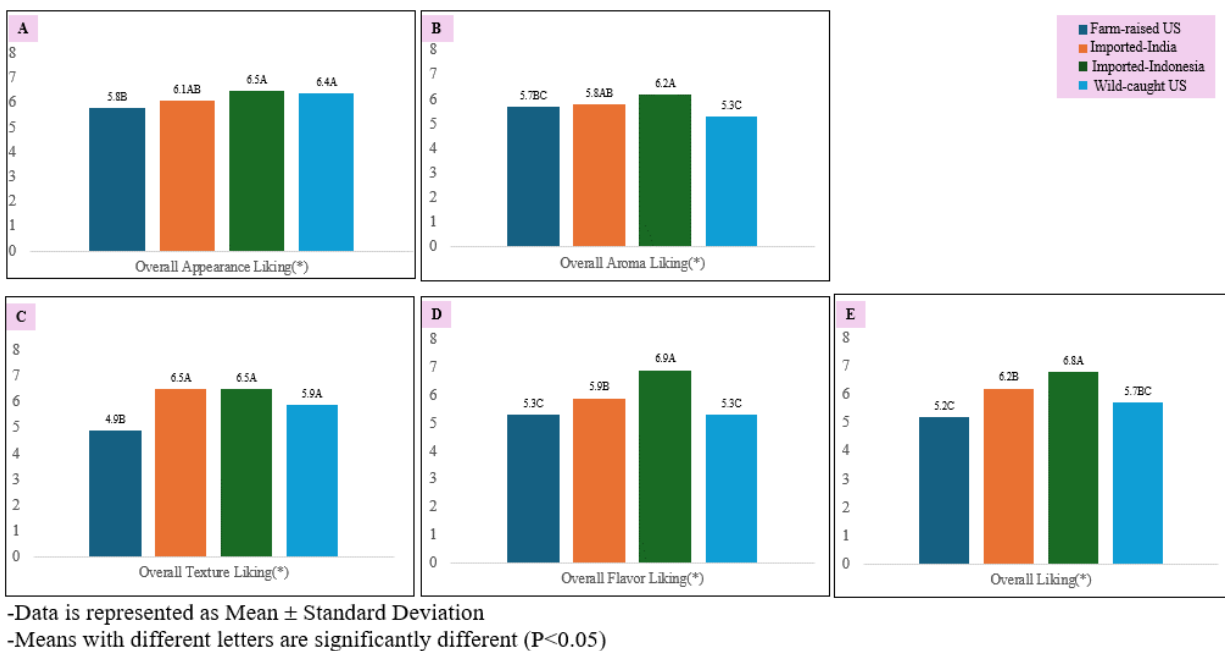 A
8
7
6
5
4
3
2
1
0
5.8B
6.1AB
6.5A
6.4A
Overall Appearance Liking(*)
B
8
7
6
5
4
3
2
1
0
5.7BC
5.8AB
6.2A
5.3C
Overall Aroma Liking(*)
Farm-raised US
Imported-India
Imported-Indonesia
Wild-caught US
C
8
7
6
5
4
3
2
1
0
4.9B
6.5A
6.5A
5.9A
Overall Texture Liking(*)
D
8
7
6
5
4
3
2
1
0
5.3C
5.9B
6.9A
5.3C
Overall Flavor Liking(*)
E
8
7
6
5
4
3
2
1
0
5.2C
6.2B
6.8A
5.7BC
Overall Liking(*)
-Data is represented as Mean ± Standard Deviation
-Means with different letters are significantly different (P<0.05)